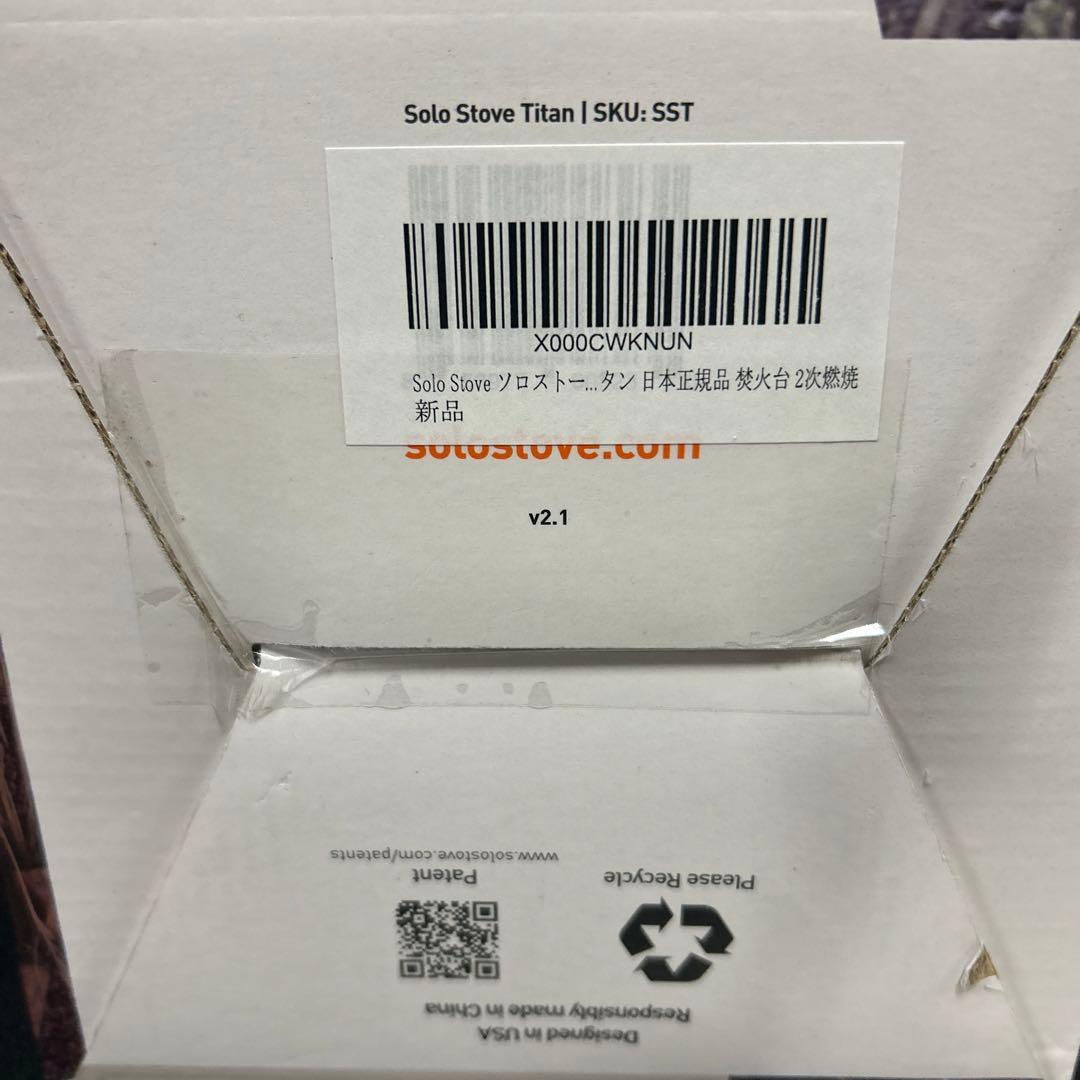 Solo Stove Titan | SKU: SST
X000CWKNUN
Solo Stove ソロストー...タン 日本正規品 焚火台 2次燃焼
新品
solostove.com
v2.1
Designed in USA
Responsibly made in China
Please Recycle
Patent
www.solostove.com/patents